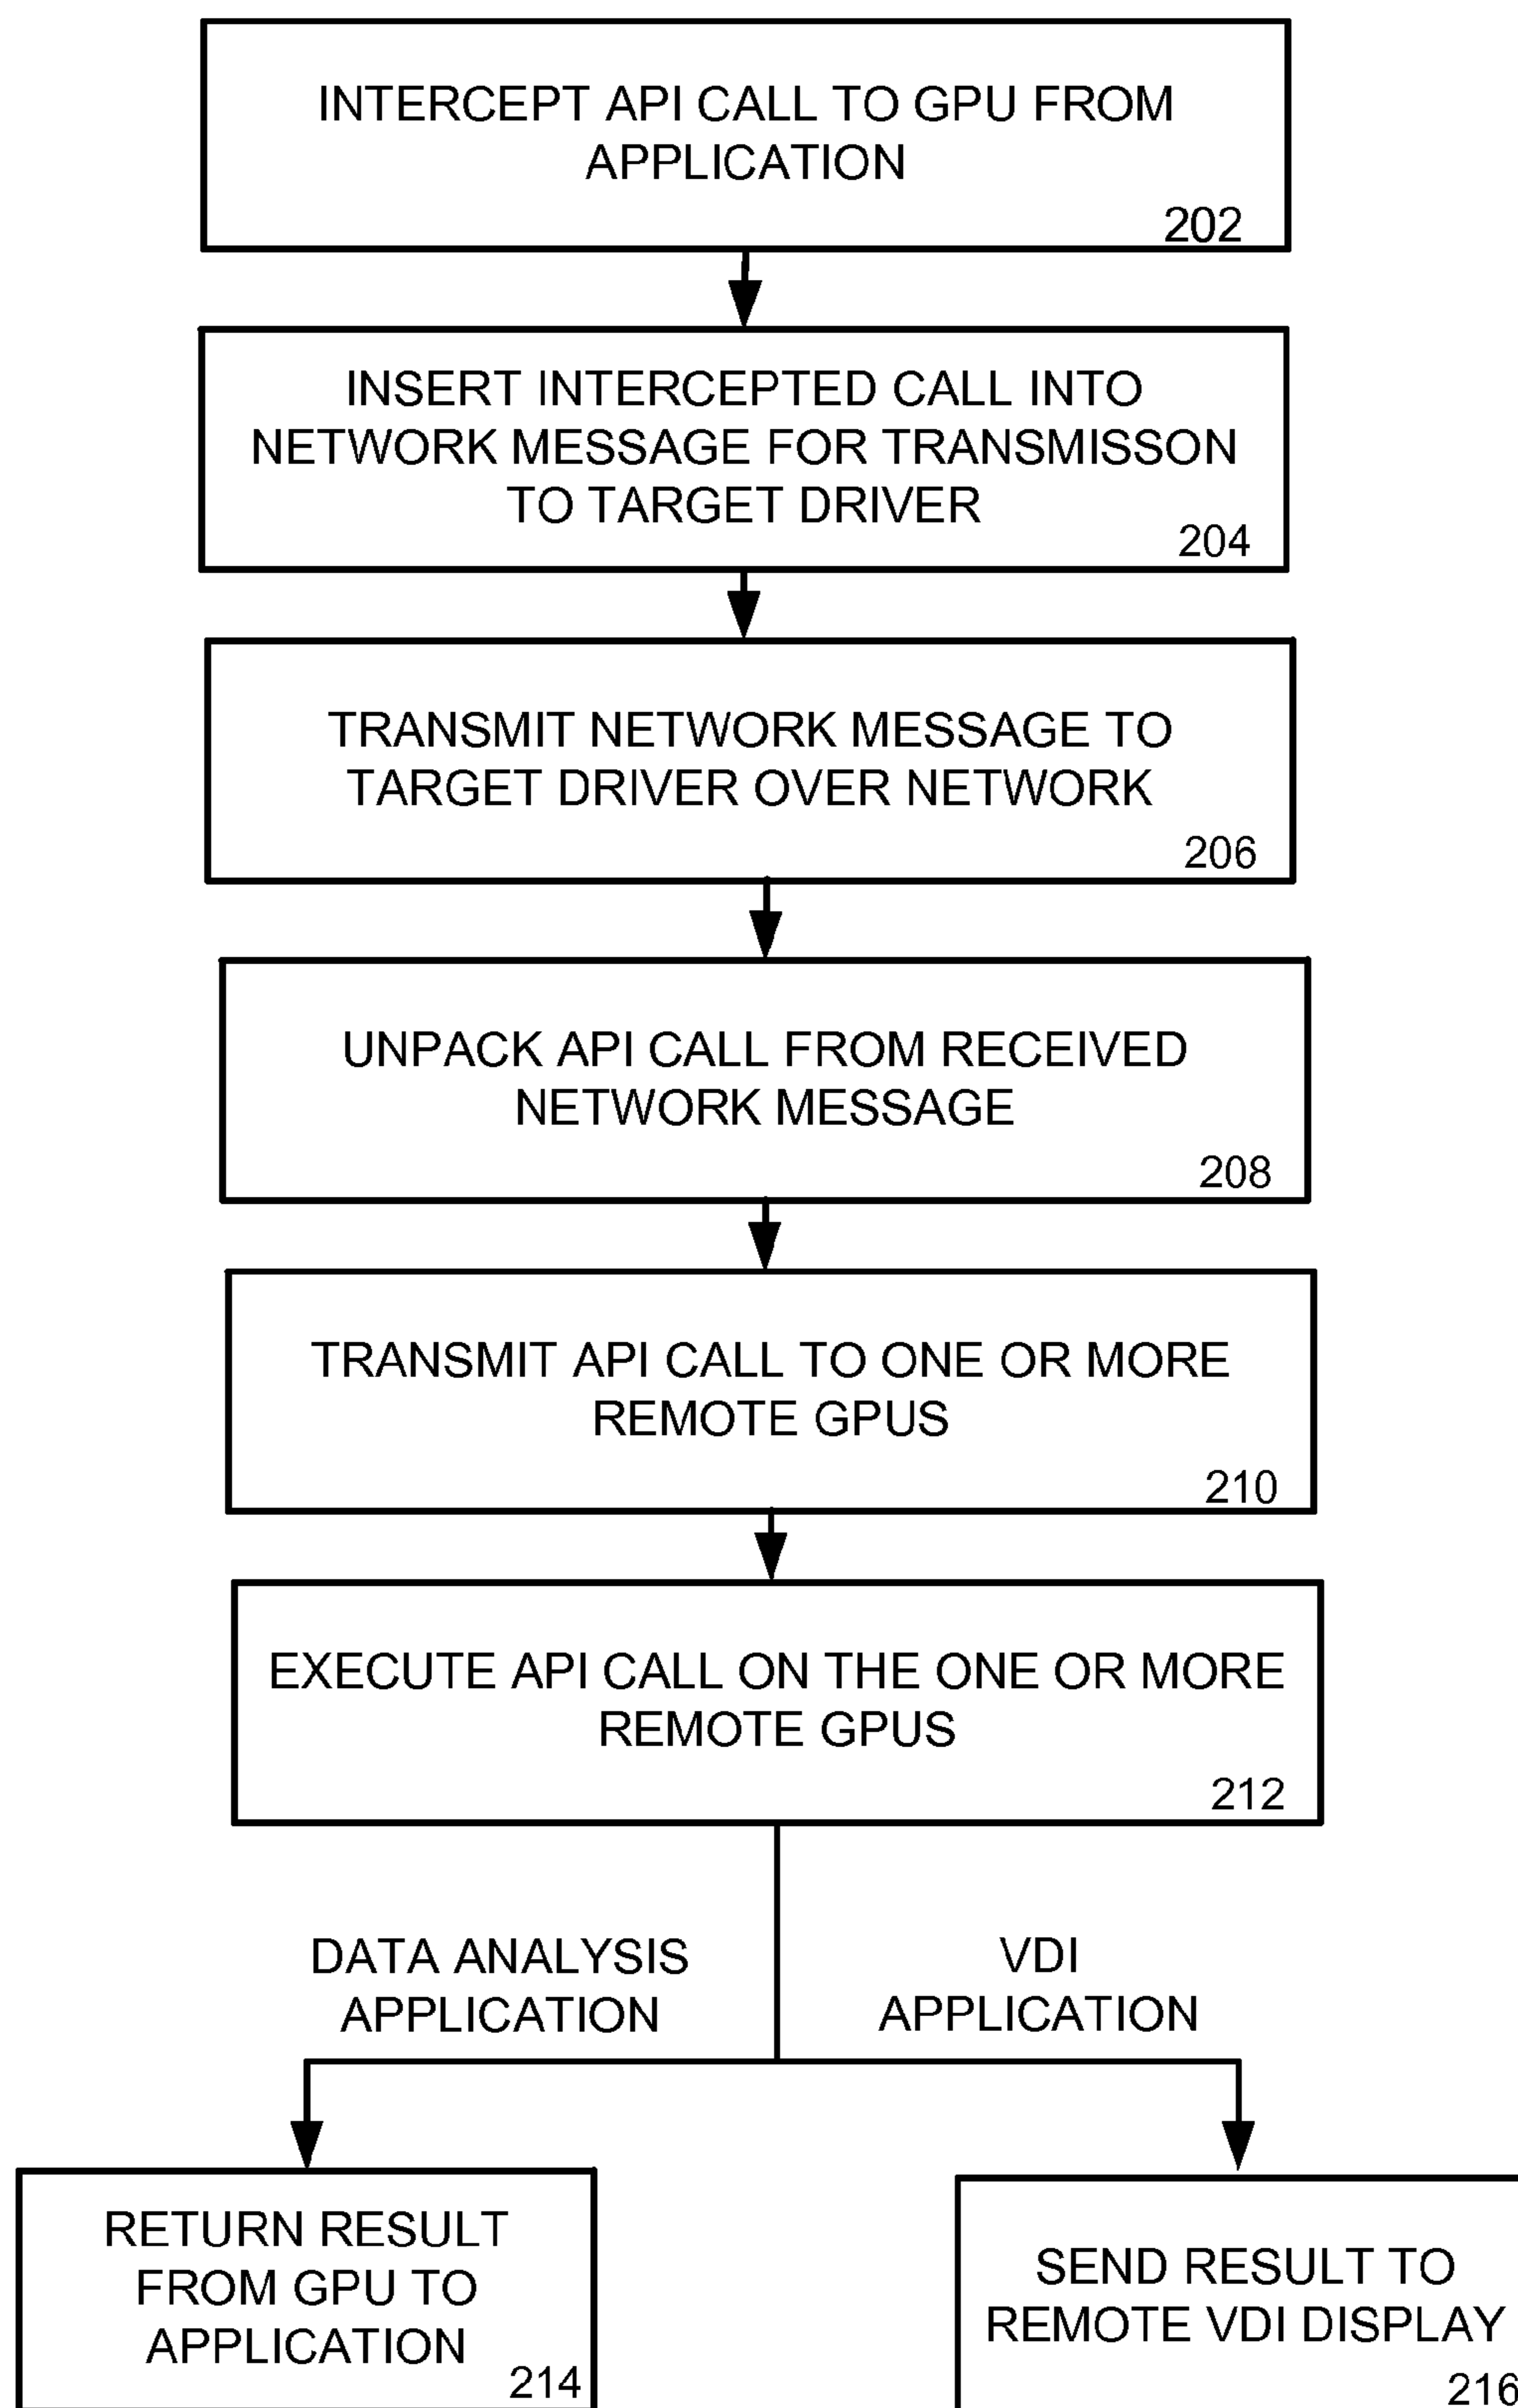 INTERCEPT API CALL TO GPU FROM
APPLICATION
202
INSERT INTERCEPTED CALL INTO
NETWORK MESSAGE FOR TRANSMISSON
TO TARGET DRIVER
204
TRANSMIT NETWORK MESSAGE TO
TARGET DRIVER OVER NETWORK
206
UNPACK API CALL FROM RECEIVED
NETWORK MESSAGE
208
TRANSMIT API CALL TO ONE OR MORE
REMOTE GPUS
210
EXECUTE API CALL ON THE ONE OR MORE
REMOTE GPUS
212
DATA ANALYSIS
APPLICATION
VDI
APPLICATION
RETURN RESULT
FROM GPU TO
APPLICATION
214
SEND RESULT TO
REMOTE VDI DISPLAY
216